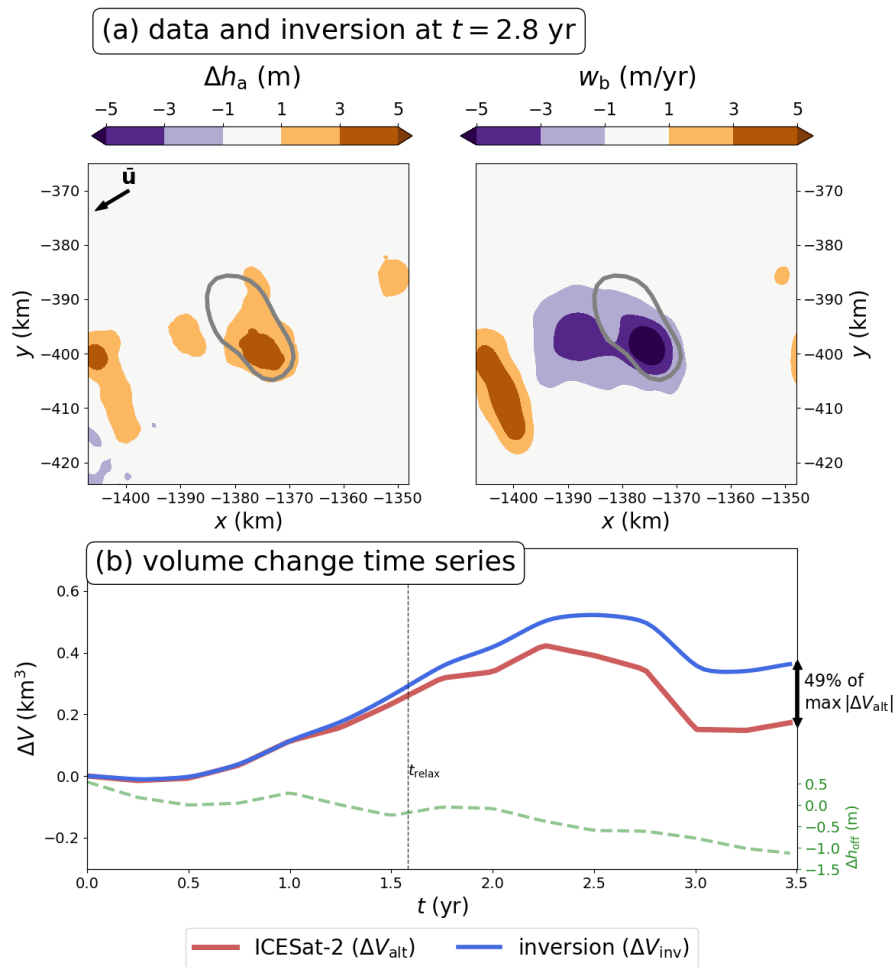 (a) data and inversion at t = 2.8 yr
Δh_a (m)
w_b (m/yr)
−5 −3 −1 1 3 5
−5 −3 −1 1 3 5
ū
−370
−380
−390
−400
−410
−420
y (km)
−1400 −1390 −1380 −1370 −1360 −1350
x (km)
−370
−380
−390
−400
−410
−420
y (km)
−1400 −1390 −1380 −1370 −1360 −1350
x (km)
(b) volume change time series
0.6
0.4
0.2
0.0
−0.2
ΔV (km³)
t_relax
49% of
max |ΔV_alt|
0.5
0.0
−0.5
−1.0
−1.5
Δh_off (m)
0.0 0.5 1.0 1.5 2.0 2.5 3.0 3.5
t (yr)
ICESat-2 (ΔV_alt) inversion (ΔV_inv)